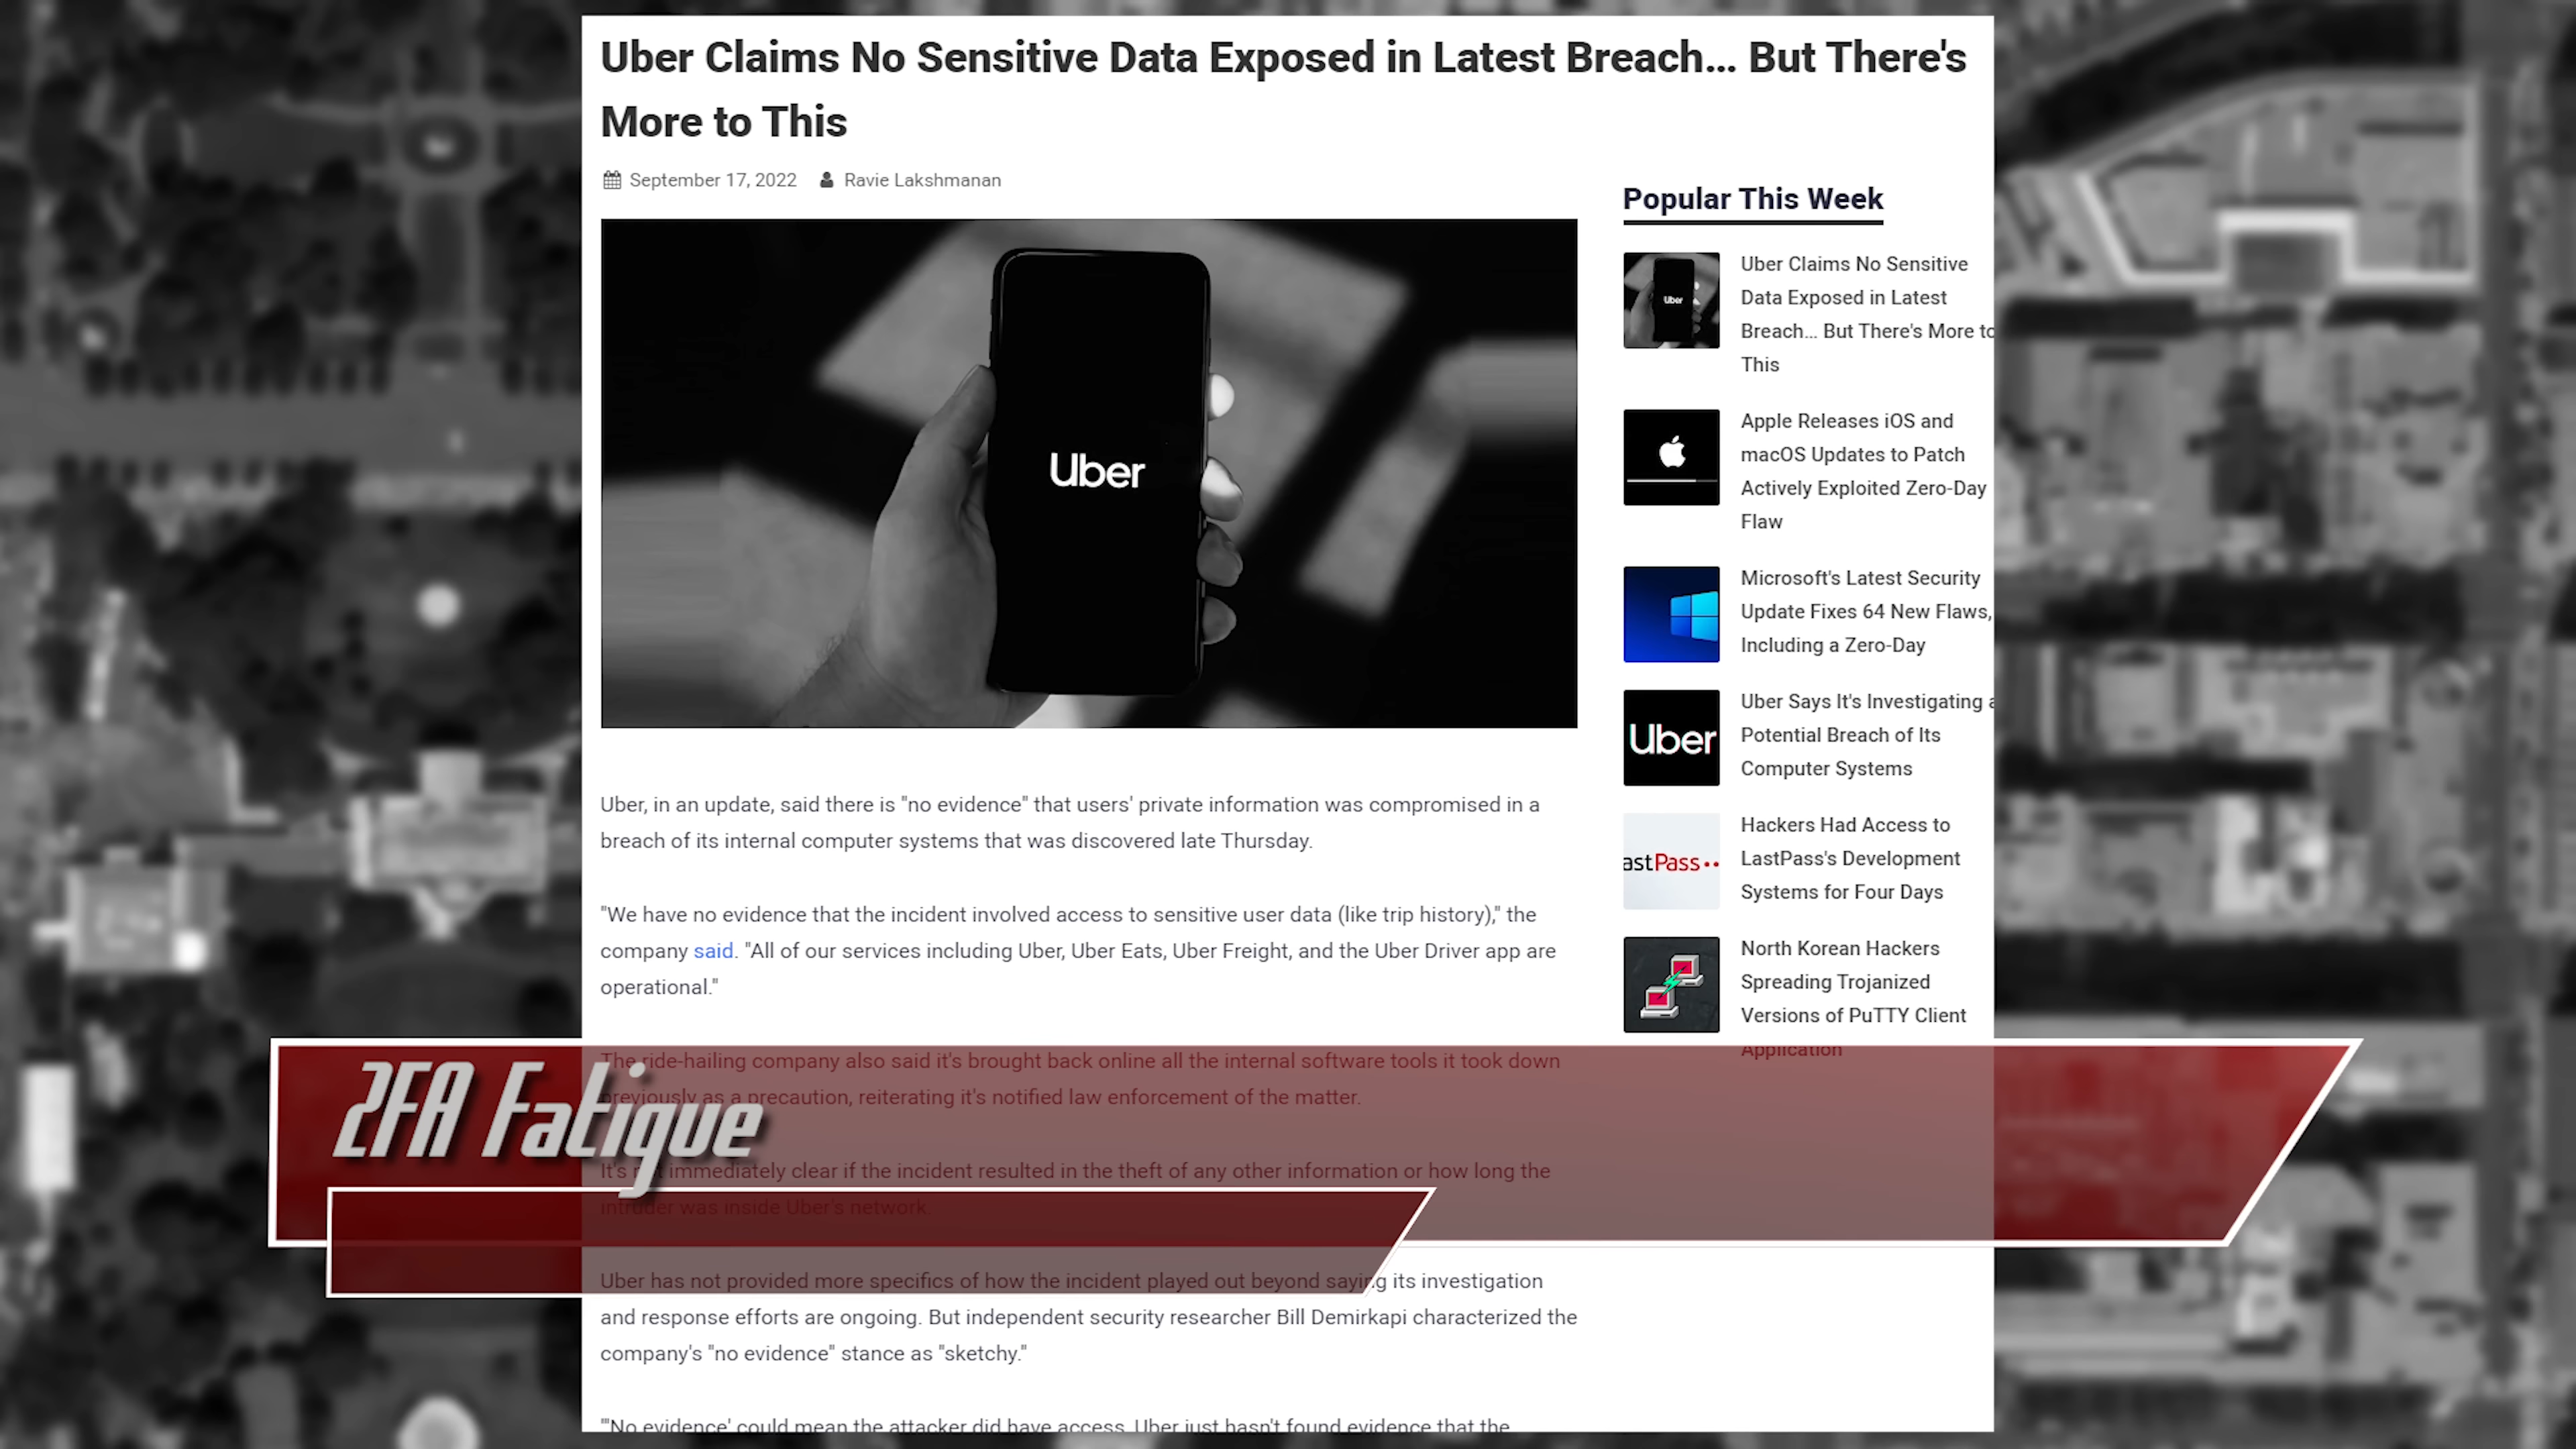 Uber Claims No Sensitive Data Exposed in Latest Breach... But There's
More to This
September 17, 2022 Ravie Lakshmanan
Uber
Uber, in an update, said there is "no evidence" that users' private information was compromised in a
breach of its internal computer systems that was discovered late Thursday.
"We have no evidence that the incident involved access to sensitive user data (like trip history)," the
company said. "All of our services including Uber, Uber Eats, Uber Freight, and the Uber Driver app are
operational."
The ride-hailing company also said it's brought back online all the internal software tools it took down
previously as a precaution, reiterating it's notified law enforcement of the matter.
It's not immediately clear if the incident resulted in the theft of any other information or how long the
intruder was inside Uber's network.
Uber has not provided more specifics of how the incident played out beyond saying its investigation
and response efforts are ongoing. But independent security researcher Bill Demirkapi characterized the
company's "no evidence" stance as "sketchy."
"'No evidence' could mean the attacker did have access, Uber just hasn't found evidence that the
Popular This Week
Uber
Uber Claims No Sensitive
Data Exposed in Latest
Breach... But There's More to
This
Apple Releases iOS and
macOS Updates to Patch
Actively Exploited Zero-Day
Flaw
Microsoft's Latest Security
Update Fixes 64 New Flaws,
Including a Zero-Day
Uber
Uber Says It's Investigating a
Potential Breach of Its
Computer Systems
astPass
Hackers Had Access to
LastPass's Development
Systems for Four Days
North Korean Hackers
Spreading Trojanized
Versions of PuTTY Client
Application
2FA Fatigue